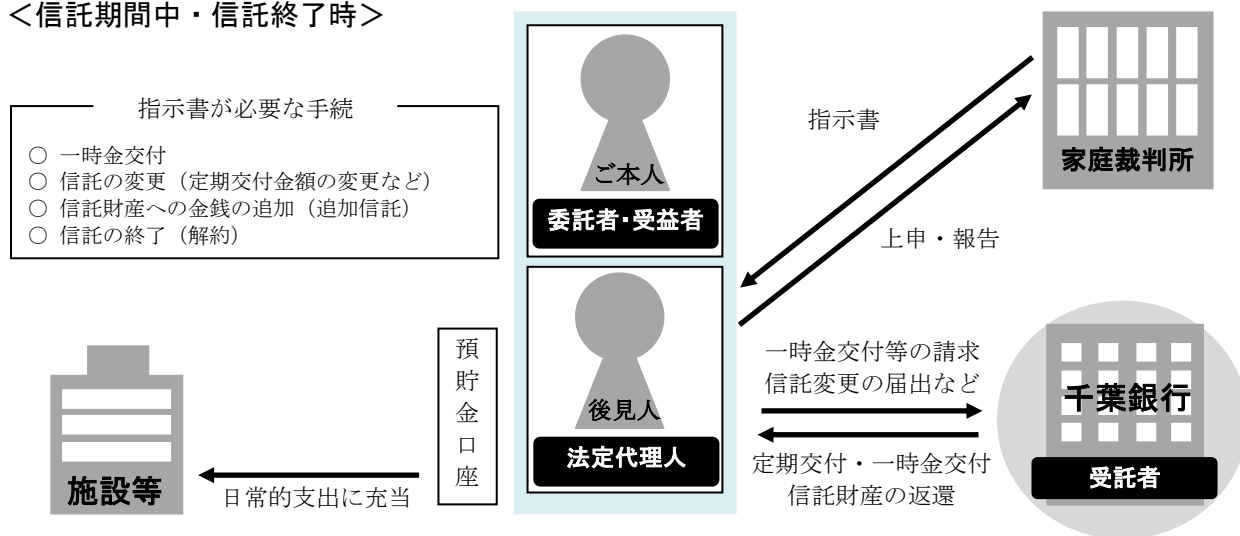 ＜信託期間中・信託終了時＞
指示書が必要な手続
○ 一時金交付
○ 信託の変更（定期交付金額の変更など）
○ 信託財産への金銭の追加（追加信託）
○ 信託の終了（解約）
ご本人
委託者・受益者
指示書
家庭裁判所
上申・報告
後見人
法定代理人
預貯金口座
施設等
日常的支出に充当
一時金交付等の請求
信託変更の届出など
定期交付・一時金交付
信託財産の返還
千葉銀行
受託者